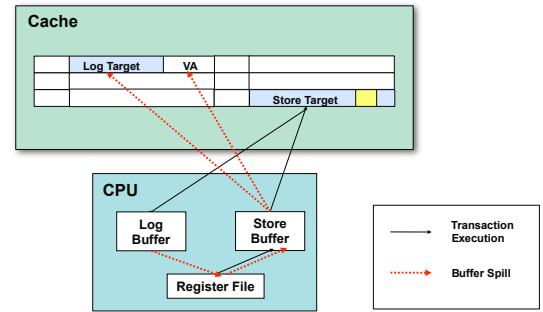 Cache
Log Target VA
Store Target
CPU
Log
Buffer
Store
Buffer
Register File
Transaction
Execution
Buffer Spill